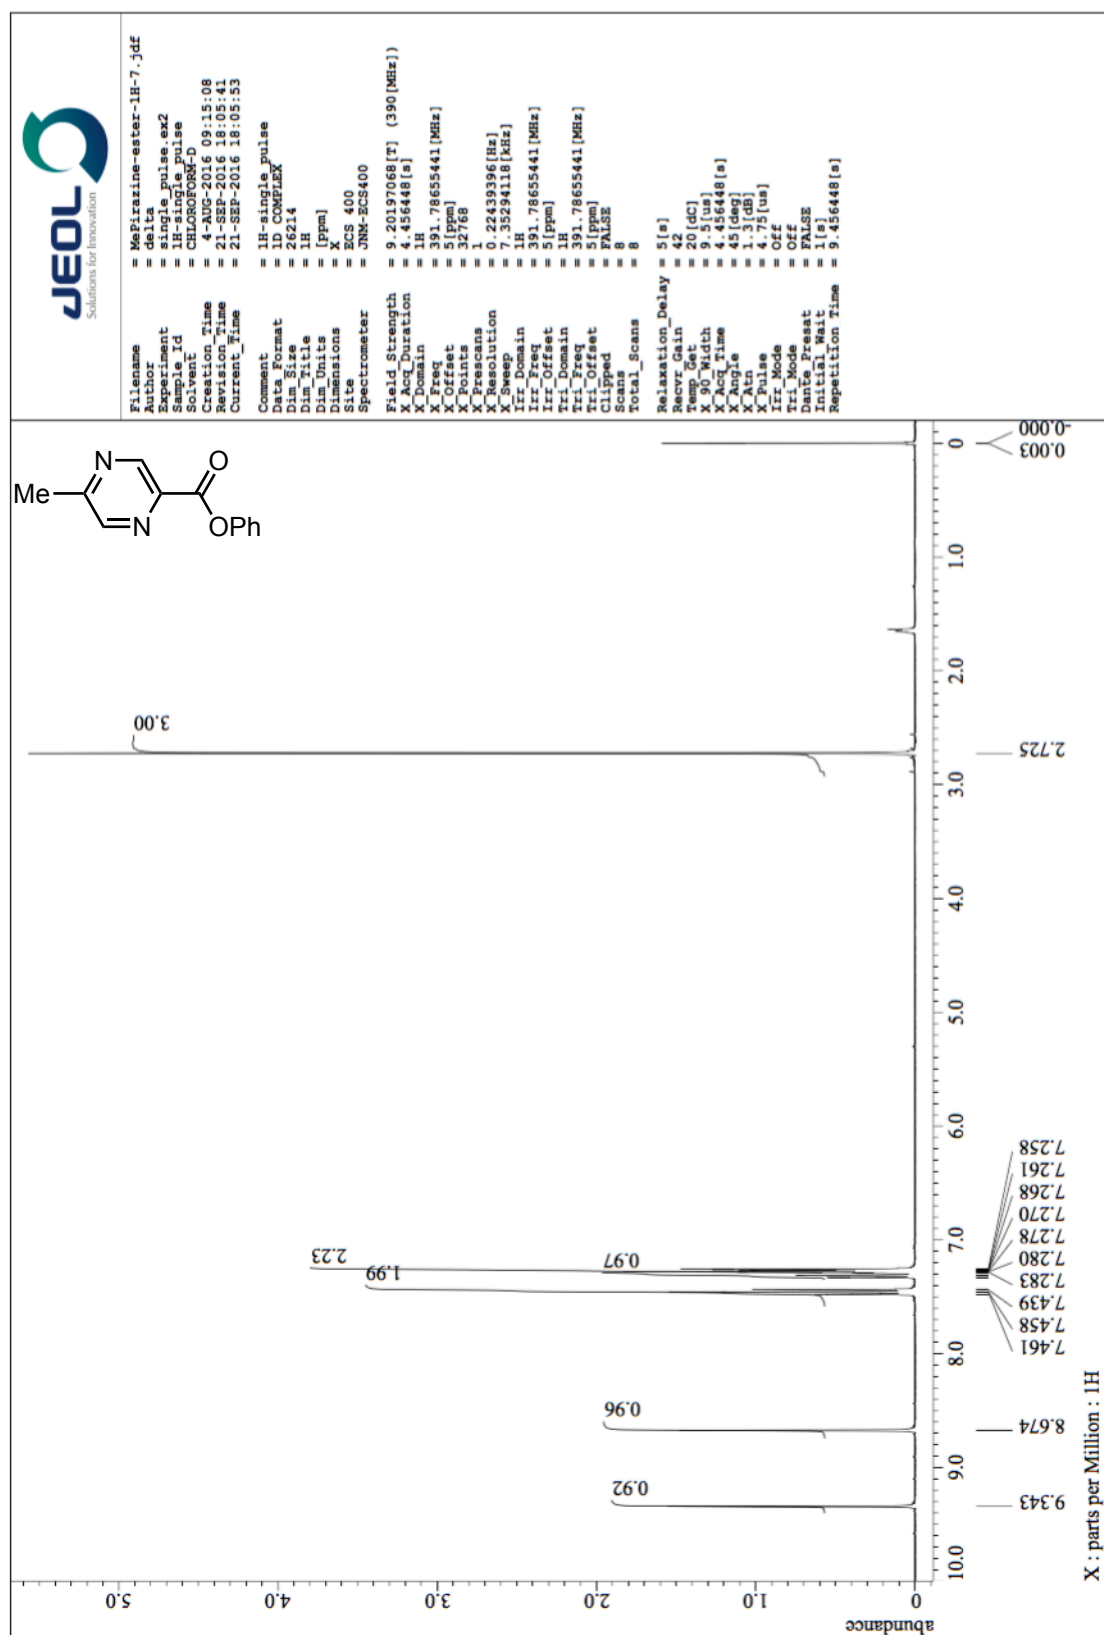 JEOL
Solutions for Innovation
Filename = MePirazine-ester-1H-7.jdf
Author = delta
Experiment = single_pulse.ex2
Sample_Id = 1H-single_pulse
Solvent = CHLOROFORM-D
Creation_Time = 4-AUG-2016 09:15:08
Revision_Time = 21-SEP-2016 18:05:41
Current_Time = 21-SEP-2016 18:05:53
Comment = 1H-single_pulse
Data_Format = 1D COMPLEX
Dim_Size = 26214
Dim_Title = 1H
Dim_Units = [ppm]
Dimensions = X
Site = ECS 400
Spectrometer = JNM-ECS400
Field_Strength = 9.20197068[T] (390[MHz])
X_Acq_Duration = 4.456448[s]
X_Domain = 1H
X_Freq = 391.78655441[MHz]
X_Offset = 5[ppm]
X_Points = 32768
X_Prescans = 1
X_Resolution = 0.22439396[Hz]
X_Sweep = 7.35294118[kHz]
Irr_Domain = 1H
Irr_Freq = 391.78655441[MHz]
Irr_Offset = 5[ppm]
Tri_Domain = 1H
Tri_Freq = 391.78655441[MHz]
Tri_Offset = 5[ppm]
Clipped = FALSE
Scans = 8
Total_Scans = 8
Relaxation_Delay = 5[s]
Recvr_Gain = 42
Temp_Get = 20[dC]
X_90_Width = 9.5[us]
X_Acq_Time = 4.456448[s]
X_Angle = 45[deg]
X_Atn = 1.3[dB]
X_Pulse = 4.75[us]
Irr_Mode = Off
Tri_Mode = Off
Dante_Presat = FALSE
Initial_Wait = 1[s]
Repetition_Time = 9.456448[s]
Me
N
N
O
OPh
abundance
0 1.0 2.0 3.0 4.0 5.0
0.92
0.96
1.99
2.23
0.97
3.00
10.0 9.0 8.0 7.0 6.0 5.0 4.0 3.0 2.0 1.0 0
9.343
8.674
7.461
7.458
7.439
7.283
7.280
7.278
7.270
7.268
7.261
7.258
2.725
0.003
-0.000
X : parts per Million : 1H